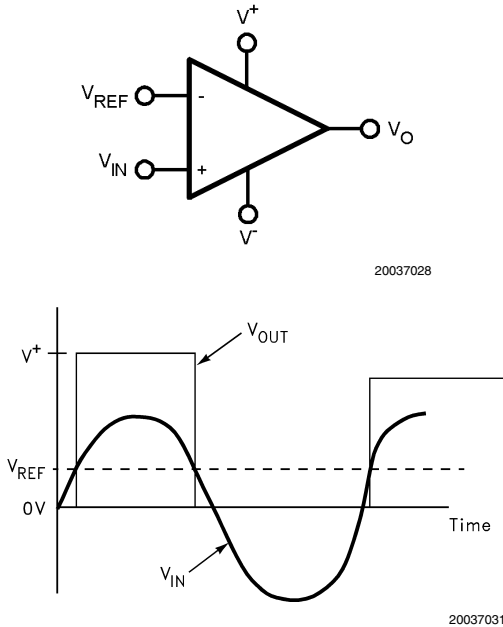 V+
VREF
-
VO
VIN
+
V-
20037028
VOUT
V+
VREF
0V
Time
VIN
20037031